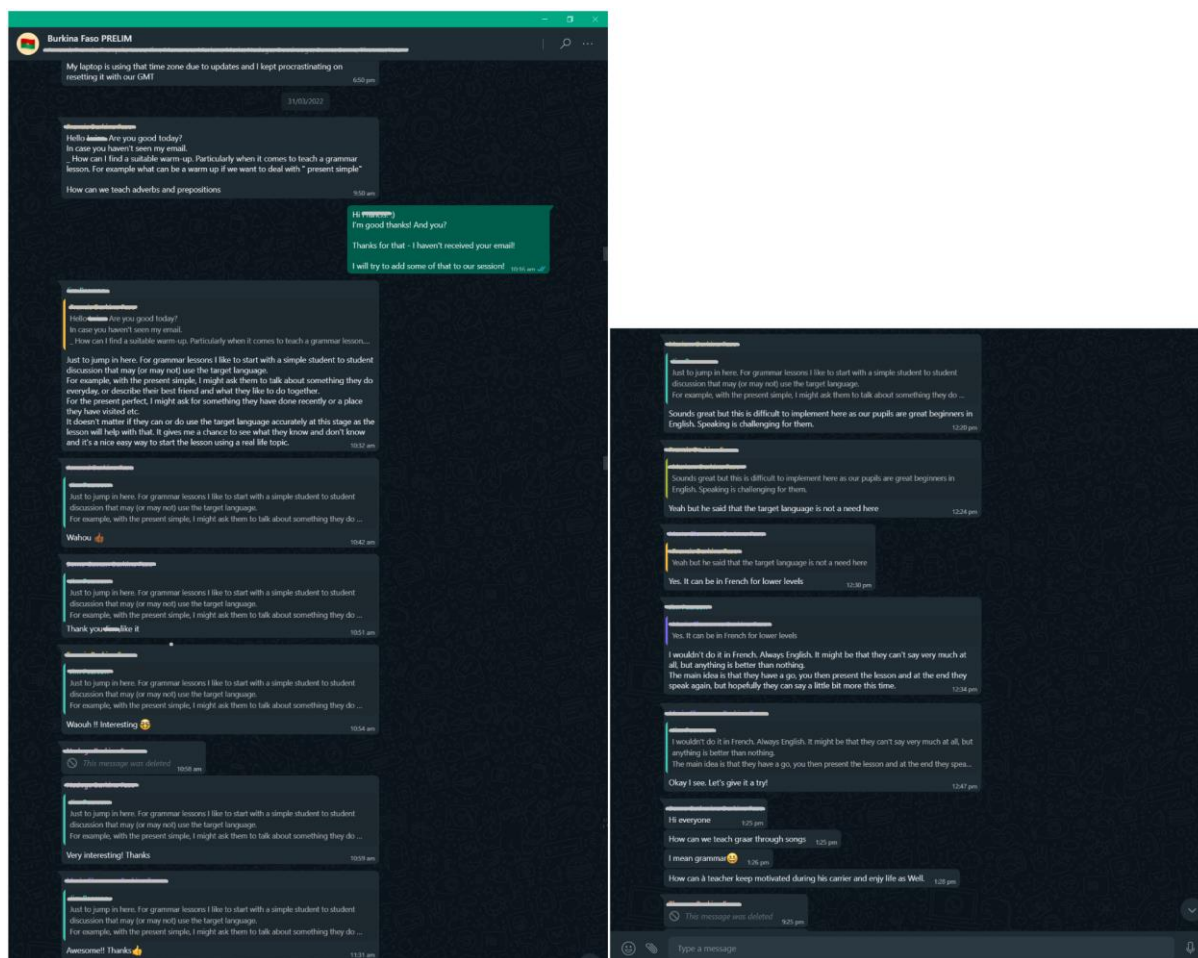 Burkina Faso PRELIM
My laptop is using that time zone due to updates and I kept procrastinating on
resetting it with our GMT
6:50 pm
31/03/2022
Hello Are you good today?
In case you haven't seen my email.
_ How can I find a suitable warm-up. Particularly when it comes to teach a grammar
lesson. For example what can be a warm up if we want to deal with " present simple"
How can we teach adverbs and prepositions
9:50 am
Hi :)
I'm good thanks! And you?
Thanks for that - I haven't received your email!
I will try to add some of that to our session!
10:16 am
Hello Are you good today?
In case you haven't seen my email.
_ How can I find a suitable warm-up. Particularly when it comes to teach a grammar lesson....
Just to jump in here. For grammar lessons I like to start with a simple student to student
discussion that may (or may not) use the target language.
For example, with the present simple, I might ask them to talk about something they do
everyday, or describe their best friend and what they like to do together.
For the present perfect, I might ask for something they have done recently or a place
they have visited etc.
It doesn't matter if they can or do use the target language accurately at this stage as the
lesson will help with that. It gives me a chance to see what they know and don't know
and it's a nice easy way to start the lesson using a real life topic.
10:32 am
Just to jump in here. For grammar lessons I like to start with a simple student to student
discussion that may (or may not) use the target language.
For example, with the present simple, I might ask them to talk about something they do ...
Wahou
10:42 am
Just to jump in here. For grammar lessons I like to start with a simple student to student
discussion that may (or may not) use the target language.
For example, with the present simple, I might ask them to talk about something they do ...
Thank you like it
10:51 am
Just to jump in here. For grammar lessons I like to start with a simple student to student
discussion that may (or may not) use the target language.
For example, with the present simple, I might ask them to talk about something they do ...
Waouh !! Interesting
10:54 am
This message was deleted
10:58 am
Just to jump in here. For grammar lessons I like to start with a simple student to student
discussion that may (or may not) use the target language.
For example, with the present simple, I might ask them to talk about something they do ...
Very interesting! Thanks
10:59 am
Just to jump in here. For grammar lessons I like to start with a simple student to student
discussion that may (or may not) use the target language.
For example, with the present simple, I might ask them to talk about something they do ...
Awesome!! Thanks
11:31 am
Just to jump in here. For grammar lessons I like to start with a simple student to student
discussion that may (or may not) use the target language.
For example, with the present simple, I might ask them to talk about something they do ...
Sounds great but this is difficult to implement here as our pupils are great beginners in
English. Speaking is challenging for them.
12:20 pm
Sounds great but this is difficult to implement here as our pupils are great beginners in
English. Speaking is challenging for them.
Yeah but he said that the target language is not a need here
12:24 pm
Yeah but he said that the target language is not a need here
Yes. It can be in French for lower levels
12:30 pm
Yes. It can be in French for lower levels
I wouldn't do it in French. Always English. It might be that they can't say very much at
all, but anything is better than nothing.
The main idea is that they have a go, you then present the lesson and at the end they
speak again, but hopefully they can say a little bit more this time.
12:34 pm
I wouldn't do it in French. Always English. It might be that they can't say very much at all, but
anything is better than nothing.
The main idea is that they have a go, you then present the lesson and at the end they spea...
Okay I see. Let's give it a try!
12:47 pm
Hi everyone
1:25 pm
How can we teach graar through songs
1:25 pm
I mean grammar
1:26 pm
How can à teacher keep motivated during his carrier and enjy life as Well.
1:28 pm
This message was deleted
9:25 pm
Type a message